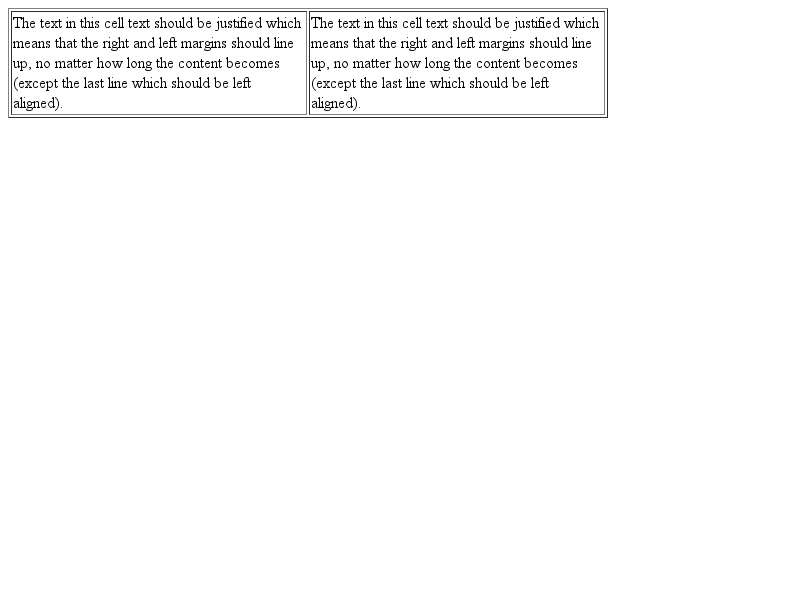 The text in this cell text should be justified which
means that the right and left margins should line
up, no matter how long the content becomes
(except the last line which should be left
aligned).
The text in this cell text should be justified which
means that the right and left margins should line
up, no matter how long the content becomes
(except the last line which should be left
aligned).